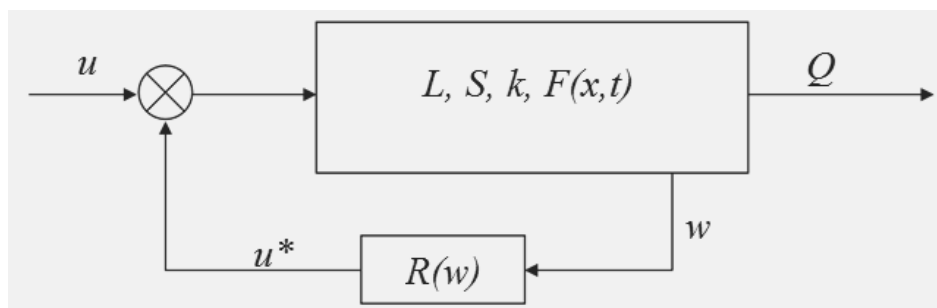 u
L, S, k, F(x,t)
Q
w
u*
R(w)